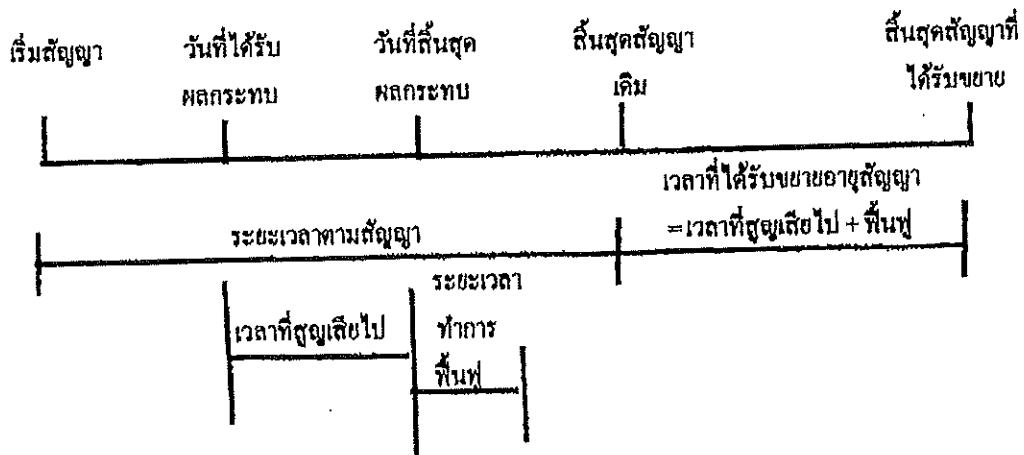 เริ่มสัญญา
วันที่ได้รับ
ผลกระทบ
วันที่สิ้นสุด
ผลกระทบ
สิ้นสุดสัญญา
เดิม
สิ้นสุดสัญญาที่
ได้รับขยาย
เวลาที่ได้รับขยายอายุสัญญา
=เวลาที่สูญเสียไป + ฟื้นฟู
ระยะเวลาตามสัญญา
เวลาที่สูญเสียไป
ระยะเวลา
ทำการ
ฟื้นฟู